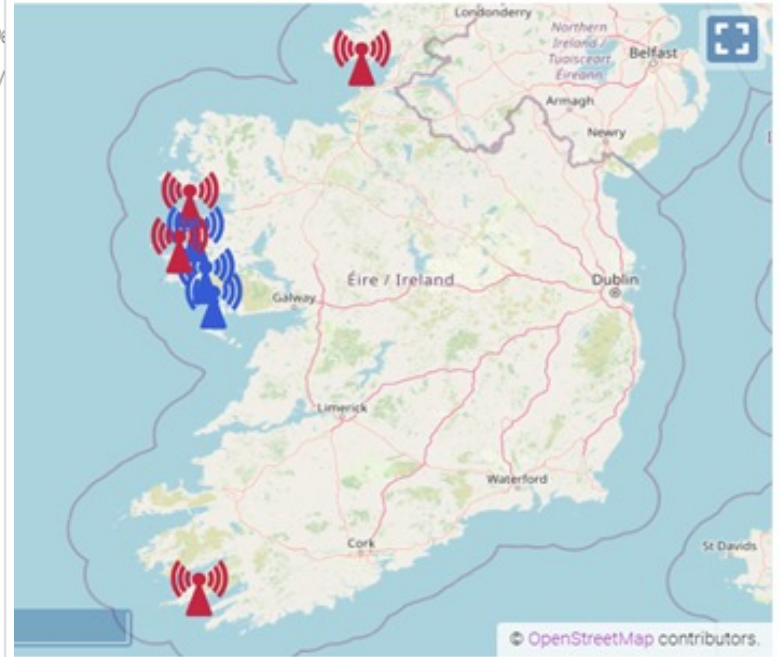 Londonderry
Northern
Ireland /
Tuaisceart
Éireann
Belfast
Armagh
Newry
Éire / Ireland
Dublin
Galway
Limerick
Waterford
Cork
St Davids
© OpenStreetMap contributors.